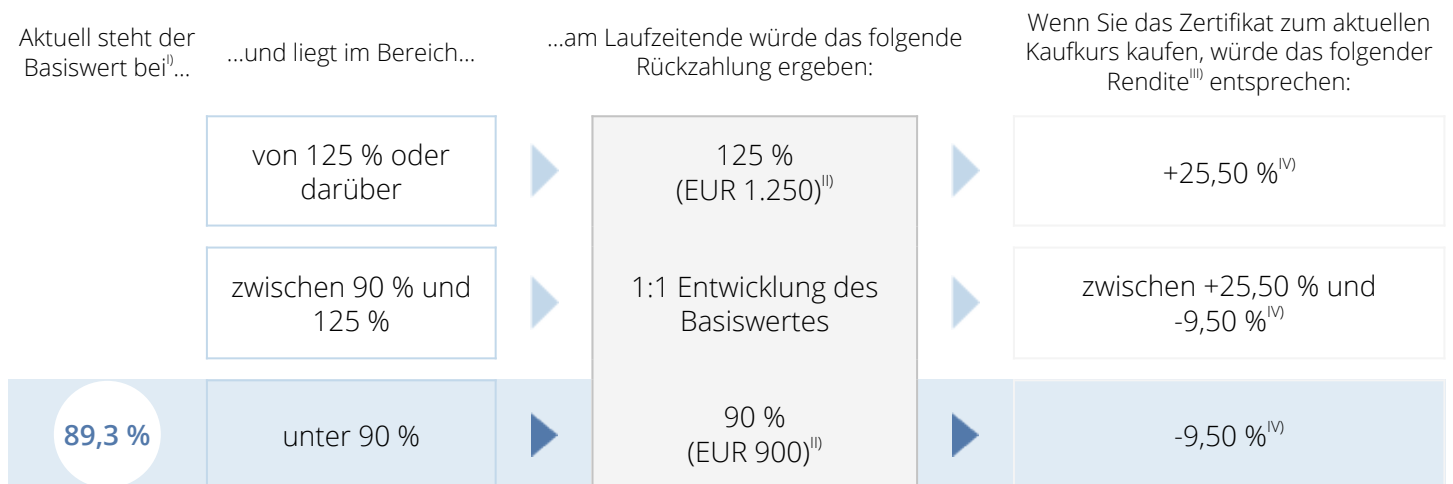 Aktuell steht der
Basiswert bei I)...
...und liegt im Bereich...
...am Laufzeitende würde das folgende
Rückzahlung ergeben:
Wenn Sie das Zertifikat zum aktuellen
Kaufkurs kaufen, würde das folgender
Rendite III) entsprechen:
von 125 % oder
darüber
125 %
(EUR 1.250) II)
+25,50 % IV)
zwischen 90 % und
125 %
1:1 Entwicklung des
Basiswertes
zwischen +25,50 % und
-9,50 % IV)
89,3 %
unter 90 %
90 %
(EUR 900) II)
-9,50 % IV)